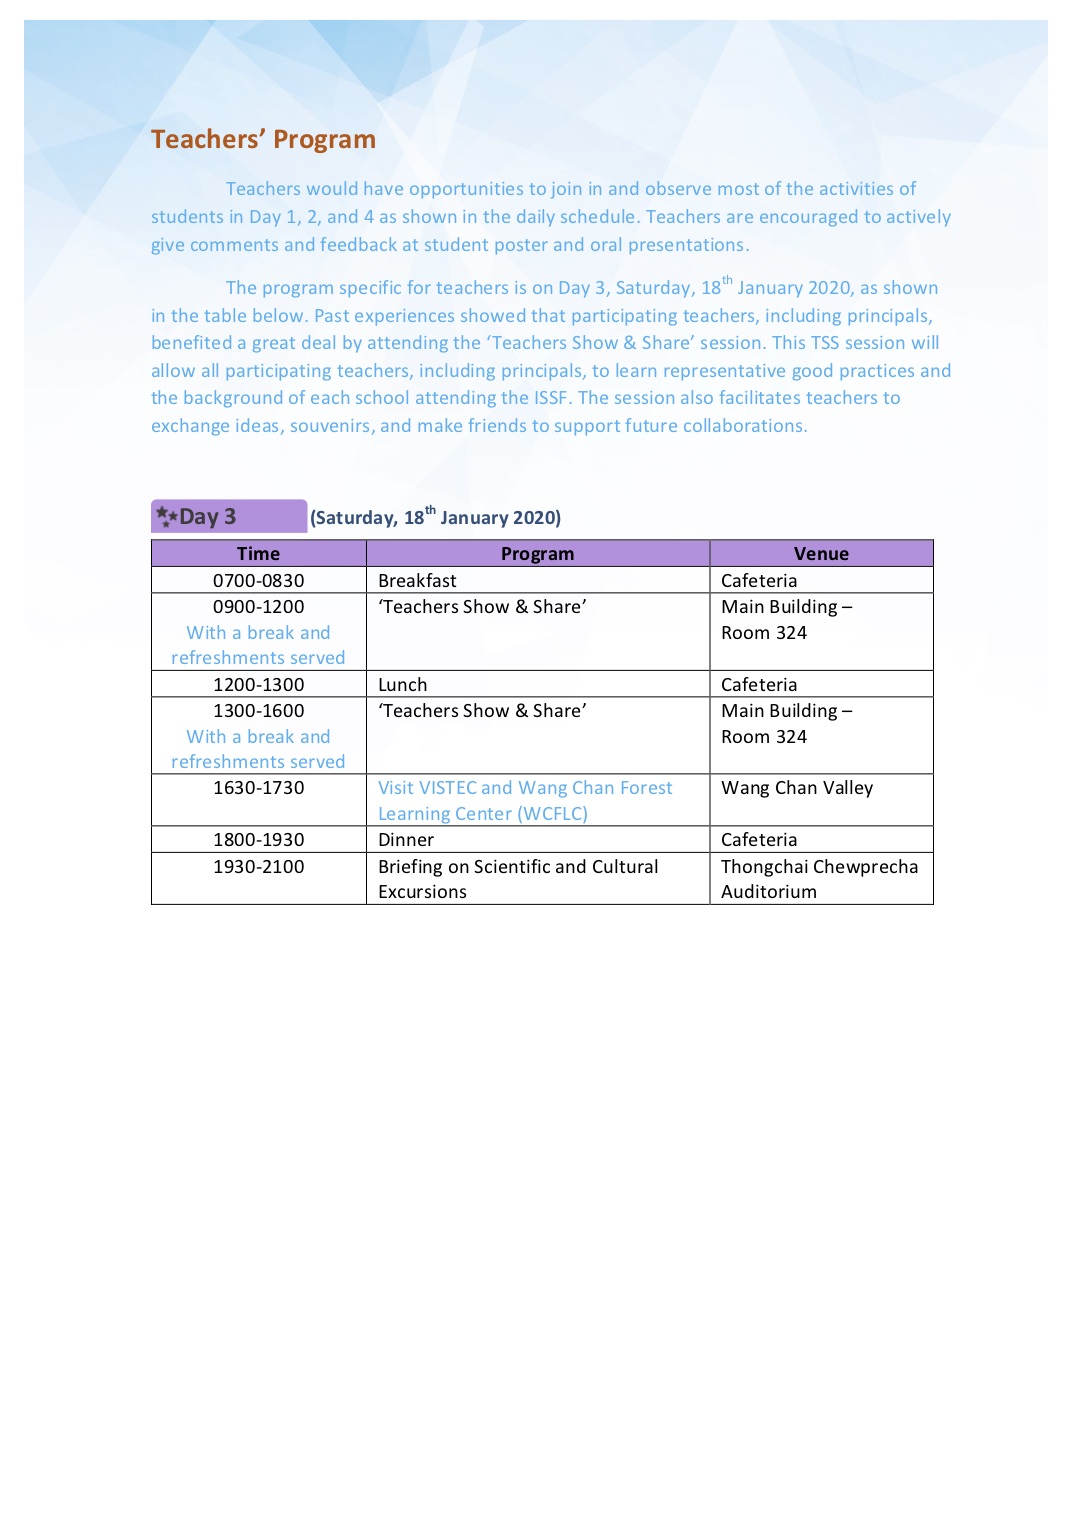 Teachers’ Program
Teachers would have opportunities to join in and observe most of the activities of
students in Day 1, 2, and 4 as shown in the daily schedule. Teachers are encouraged to actively
give comments and feedback at student poster and oral presentations.
The program specific for teachers is on Day 3, Saturday, 18th January 2020, as shown
in the table below. Past experiences showed that participating teachers, including principals,
benefited a great deal by attending the ‘Teachers Show & Share’ session. This TSS session will
allow all participating teachers, including principals, to learn representative good practices and
the background of each school attending the ISSF. The session also facilitates teachers to
exchange ideas, souvenirs, and make friends to support future collaborations.
Day 3 (Saturday, 18th January 2020)
Time Program Venue
0700-0830 Breakfast Cafeteria
0900-1200 ‘Teachers Show & Share’ Main Building –
With a break and Room 324
refreshments served
1200-1300 Lunch Cafeteria
1300-1600 ‘Teachers Show & Share’ Main Building –
With a break and Room 324
refreshments served
1630-1730 Visit VISTEC and Wang Chan Forest Wang Chan Valley
Learning Center (WCFLC)
1800-1930 Dinner Cafeteria
1930-2100 Briefing on Scientific and Cultural Thongchai Chewprecha
Excursions Auditorium